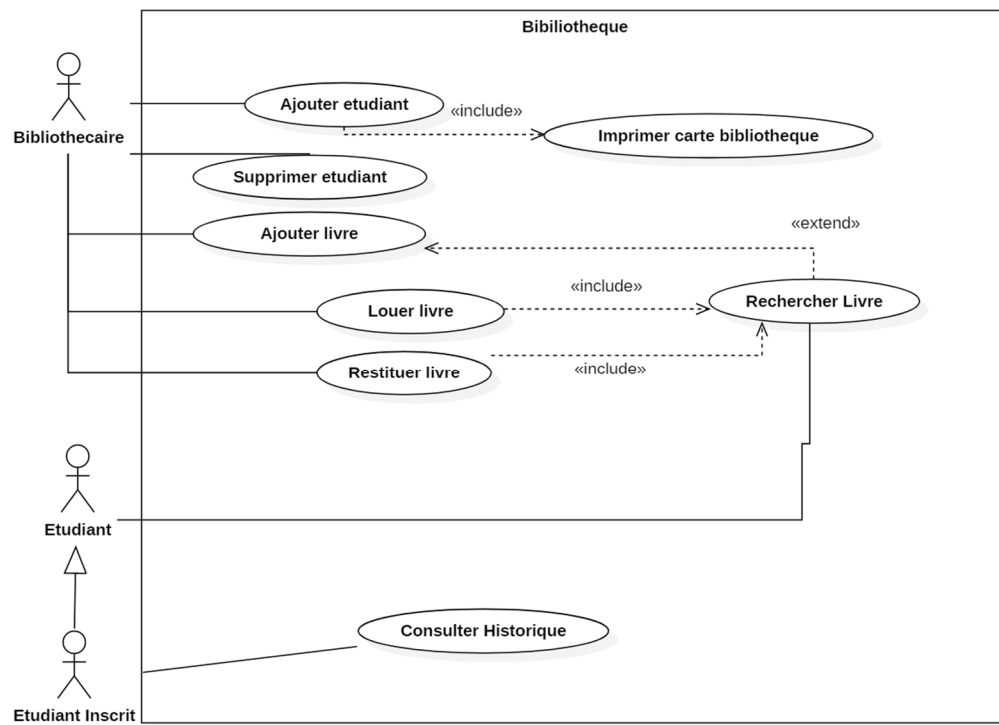 Bibiliotheque
Ajouter etudiant
«include»
Imprimer carte bibliotheque
Bibliothecaire
Supprimer etudiant
Ajouter livre
«extend»
«include»
Rechercher Livre
Louer livre
Restituer livre
«include»
Etudiant
Consulter Historique
Etudiant Inscrit